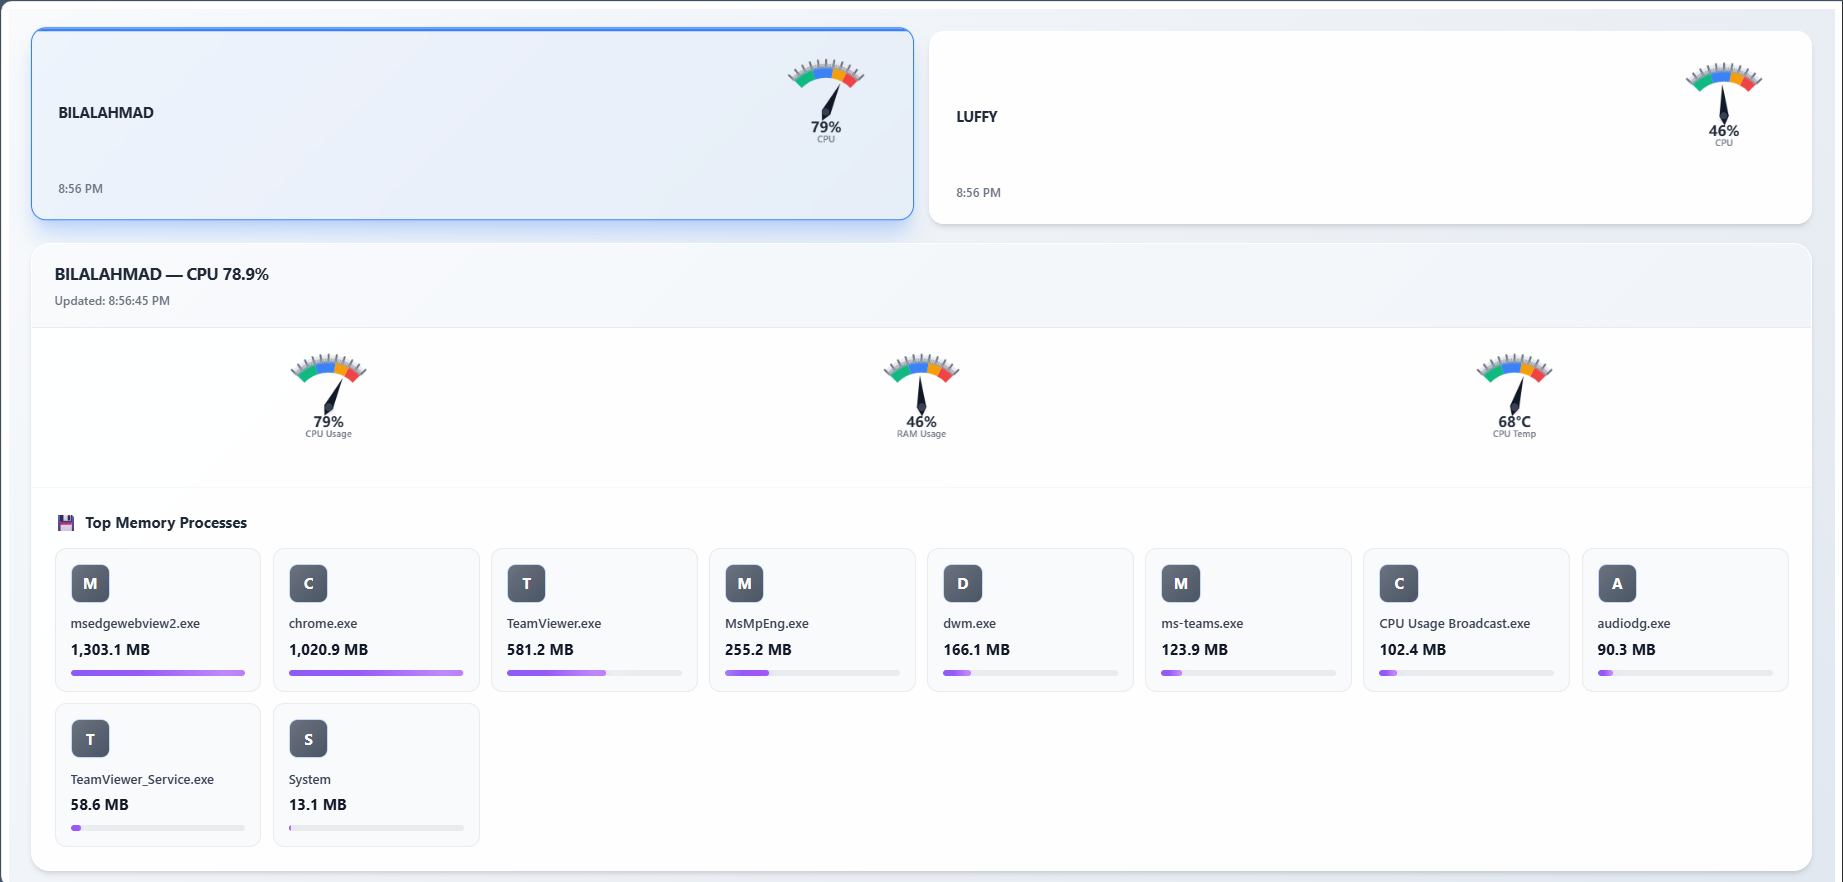 BILALAHMAD
79%
CPU
8:56 PM
LUFFY
46%
CPU
8:56 PM
BILALAHMAD — CPU 78.9%
Updated: 8:56:45 PM
79%
CPU Usage
46%
RAM Usage
68°C
CPU Temp
Top Memory Processes
M
msedgewebview2.exe
1,303.1 MB
C
chrome.exe
1,020.9 MB
T
TeamViewer.exe
581.2 MB
M
MsMpEng.exe
255.2 MB
D
dwm.exe
166.1 MB
M
ms-teams.exe
123.9 MB
C
CPU Usage Broadcast.exe
102.4 MB
A
audiodg.exe
90.3 MB
T
TeamViewer_Service.exe
58.6 MB
S
System
13.1 MB